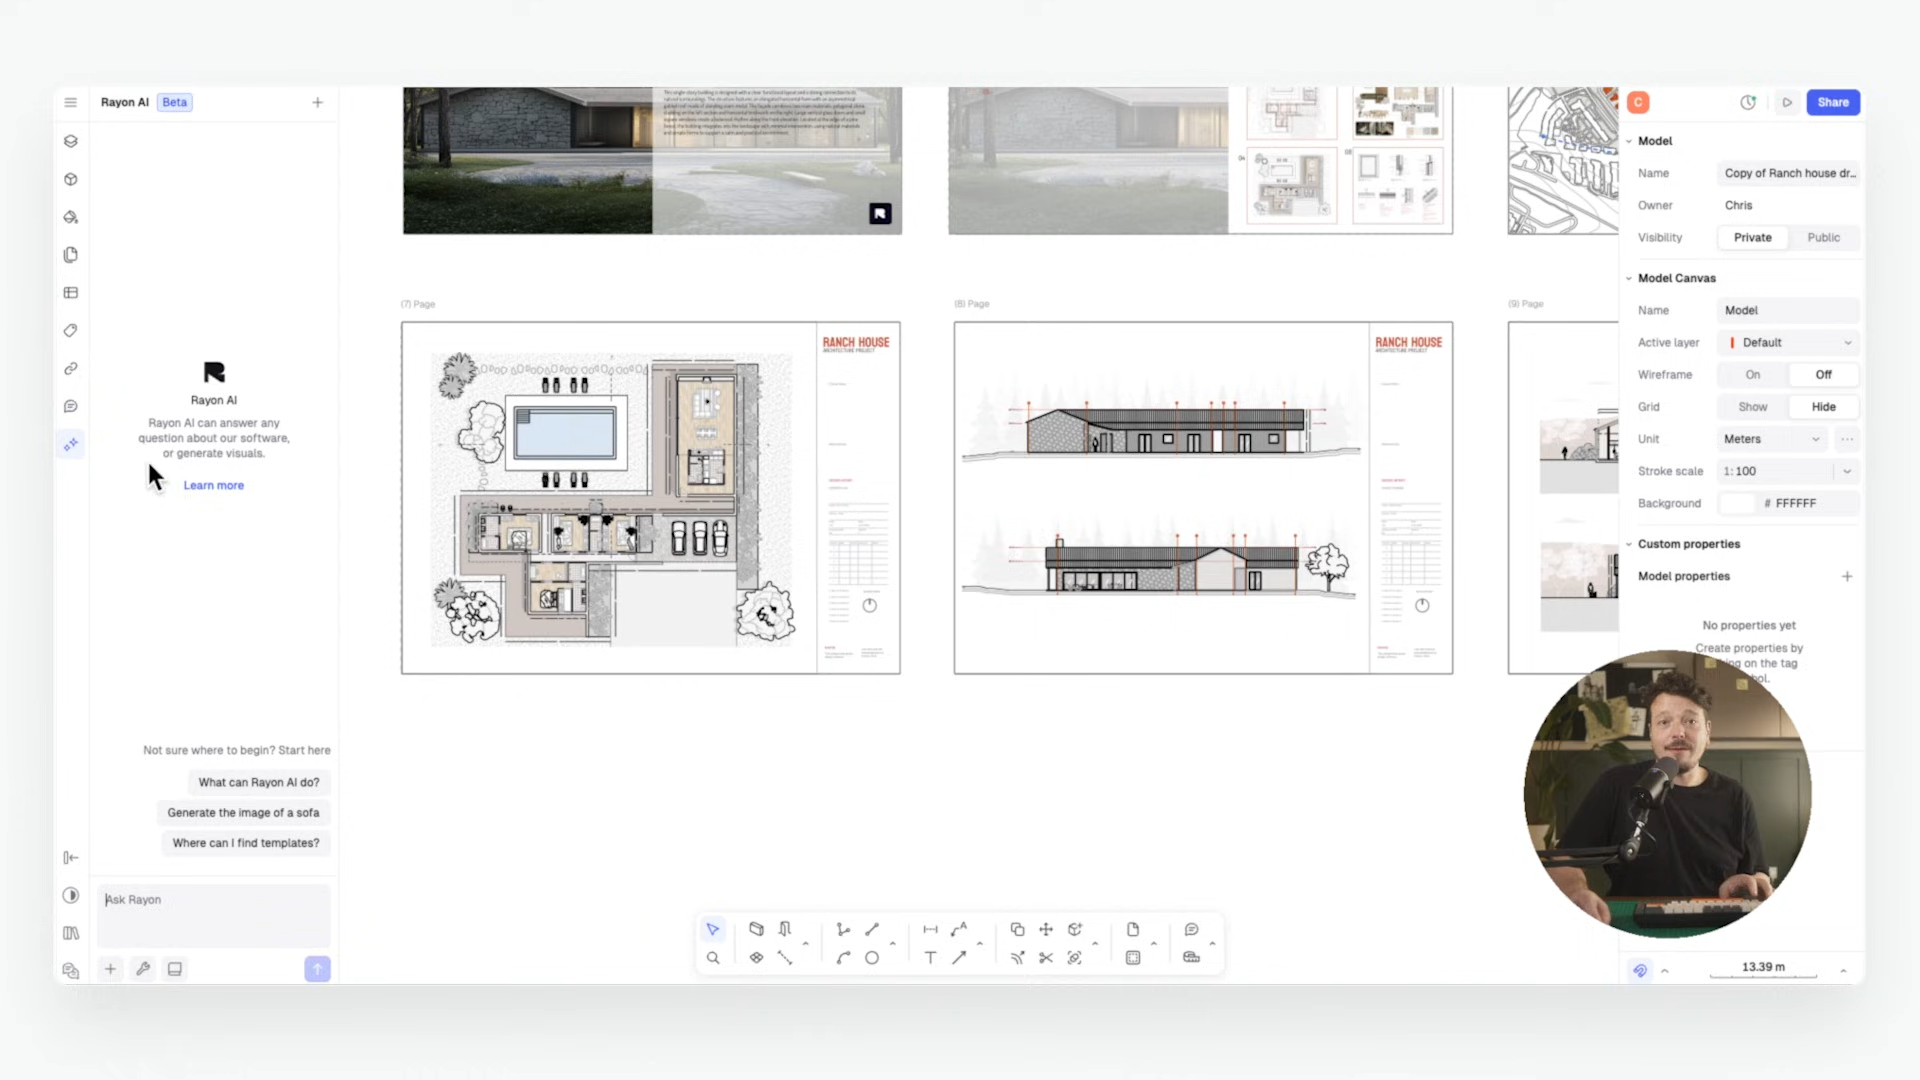 Rayon AI Beta
Rayon AI
Rayon AI can answer any
question about our software,
or generate visuals.
Learn more
Not sure where to begin? Start here
What can Rayon AI do?
Generate the image of a sofa
Where can I find templates?
Ask Rayon
(7) Page
RANCH HOUSE
ARCHITECTURE PROJECT
(8) Page
RANCH HOUSE
ARCHITECTURE PROJECT
(9) Page
C
Share
Model
Name Copy of Ranch house dr...
Owner Chris
Visibility Private Public
Model Canvas
Name Model
Active layer Default
Wireframe On Off
Grid Show Hide
Unit Meters
Stroke scale 1: 100
Background # FFFFFF
Custom properties
Model properties
No properties yet
Create properties by
on the tag
13.39 m